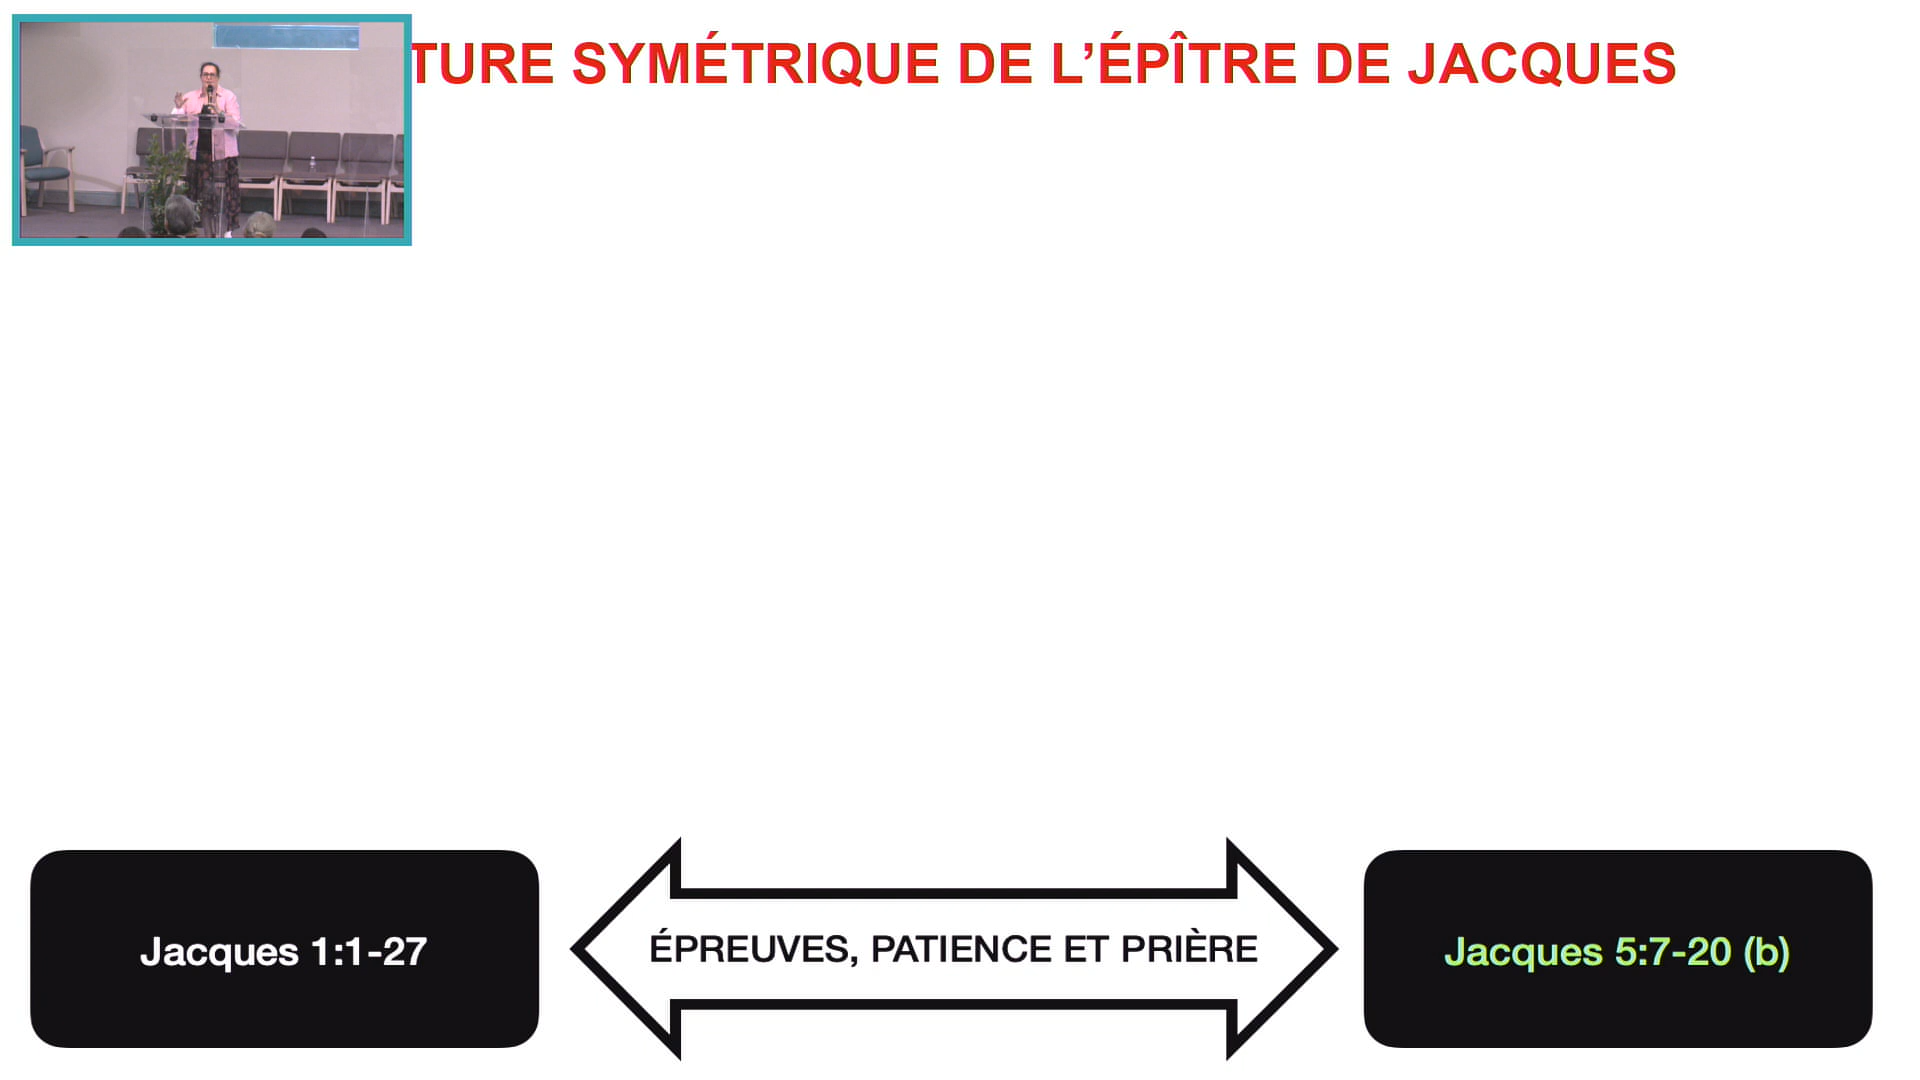 TURE SYMÉTRIQUE DE L’ÉPÎTRE DE JACQUES
Jacques 1:1-27
ÉPREUVES, PATIENCE ET PRIÈRE
Jacques 5:7-20 (b)